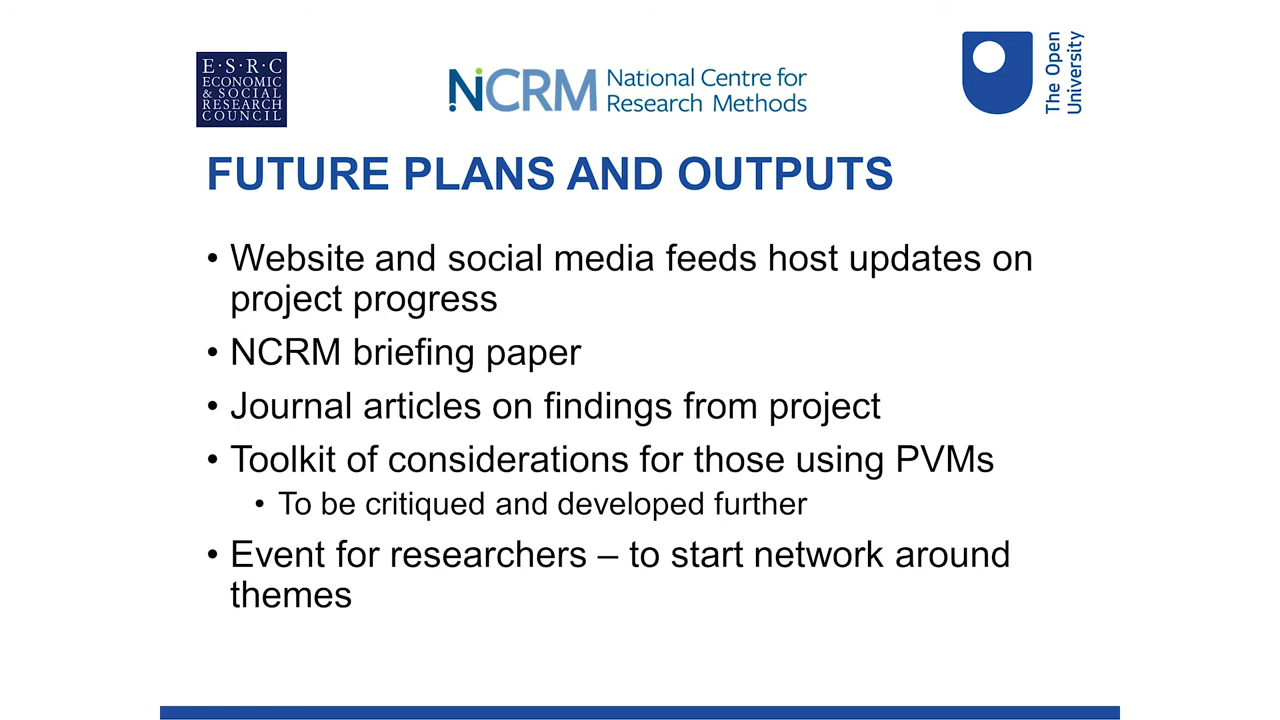 E·S·R·C
ECONOMIC
& SOCIAL
RESEARCH
COUNCIL
NCRM National Centre for
Research Methods
The Open
University
FUTURE PLANS AND OUTPUTS
• Website and social media feeds host updates on
project progress
• NCRM briefing paper
• Journal articles on findings from project
• Toolkit of considerations for those using PVMs
• To be critiqued and developed further
• Event for researchers – to start network around
themes